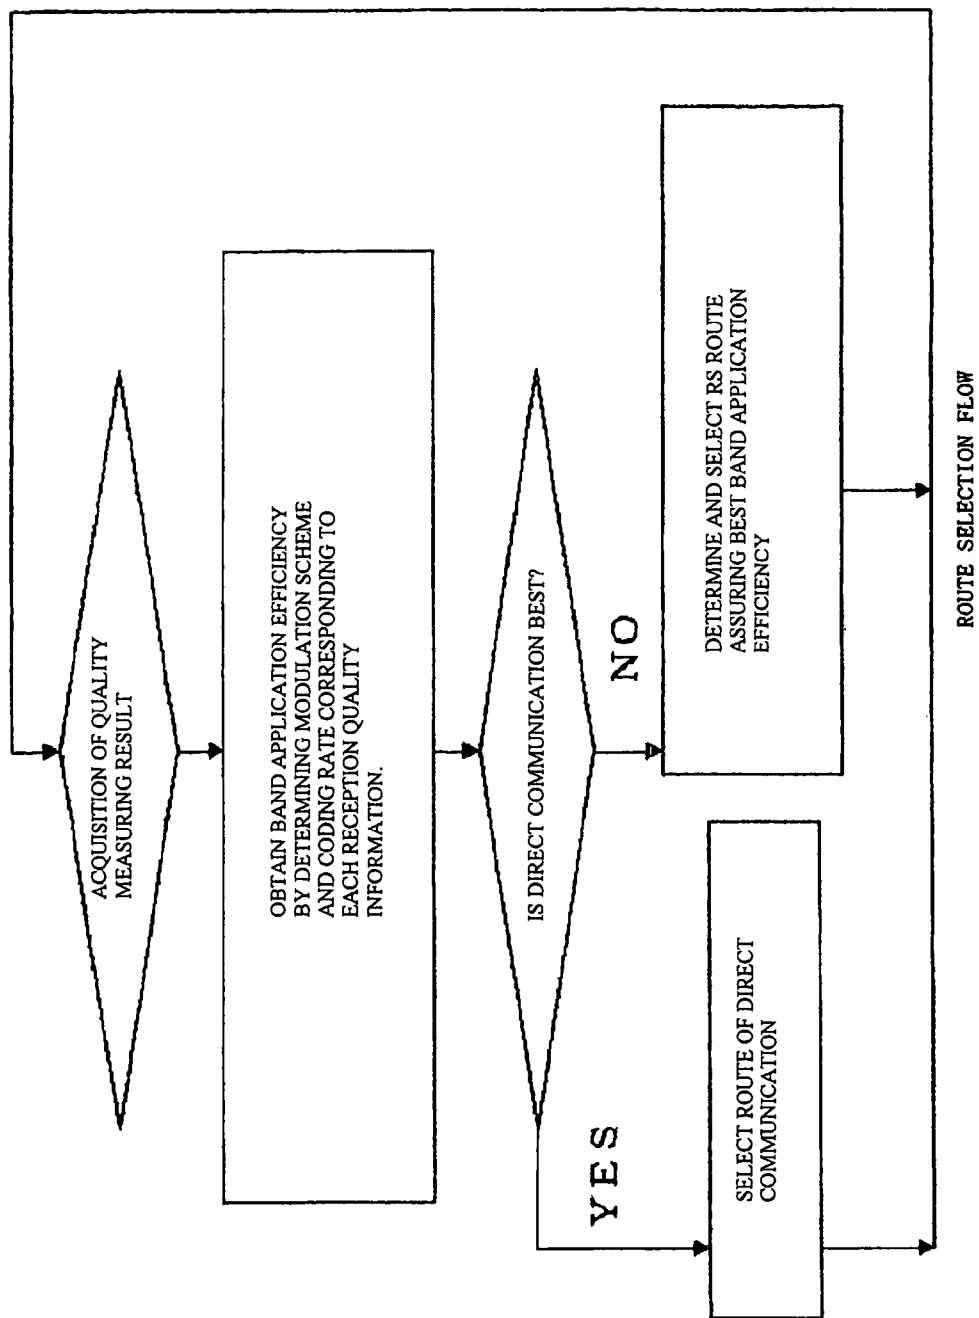 ACQUISITION OF QUALITY
MEASURING RESULT
OBTAIN BAND APPLICATION EFFICIENCY
BY DETERMINING MODULATION SCHEME
AND CODING RATE CORRESPONDING TO
EACH RECEPTION QUALITY
INFORMATION.
IS DIRECT COMMUNICATION BEST?
YES
NO
SELECT ROUTE OF DIRECT
COMMUNICATION
DETERMINE AND SELECT RS ROUTE
ASSURING BEST BAND APPLICATION
EFFICIENCY
ROUTE SELECTION FLOW